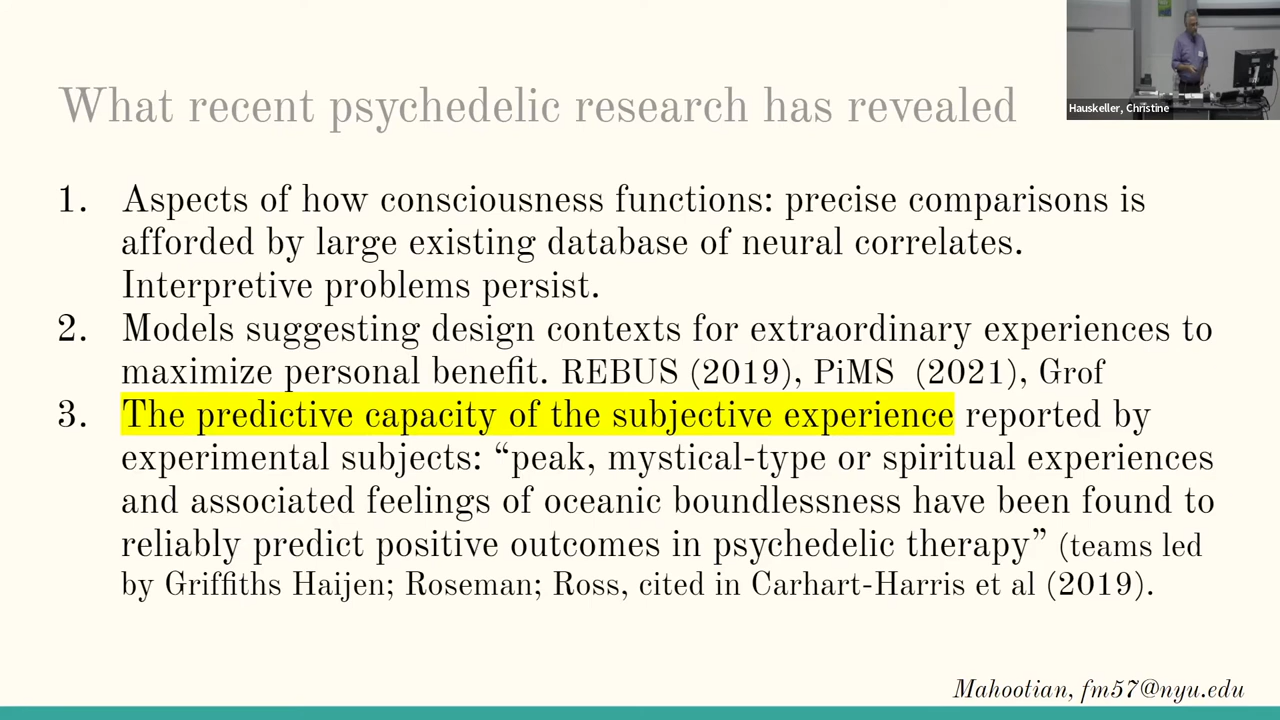 What recent psychedelic research has revealed
Hauskeller, Christine
1. Aspects of how consciousness functions: precise comparisons is
afforded by large existing database of neural correlates.
Interpretive problems persist.
2. Models suggesting design contexts for extraordinary experiences to
maximize personal benefit. REBUS (2019), PiMS (2021), Grof
3. The predictive capacity of the subjective experience reported by
experimental subjects: “peak, mystical-type or spiritual experiences
and associated feelings of oceanic boundlessness have been found to
reliably predict positive outcomes in psychedelic therapy” (teams led
by Griffiths Haijen; Roseman; Ross, cited in Carhart-Harris et al (2019).
Mahootian, fm57@nyu.edu